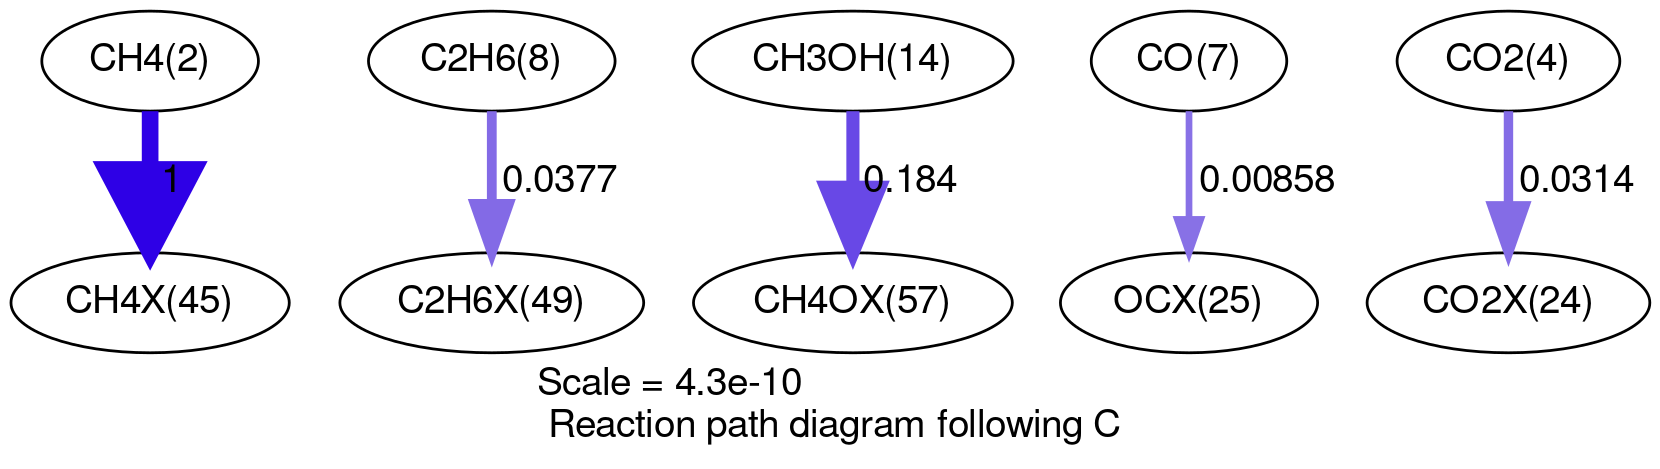 CH4(2)
C2H6(8)
CH3OH(14)
CO(7)
CO2(4)
1
0.0377
0.184
0.00858
0.0314
CH4X(45)
C2H6X(49)
CH4OX(57)
OCX(25)
CO2X(24)
Scale = 4.3e-10
Reaction path diagram following C